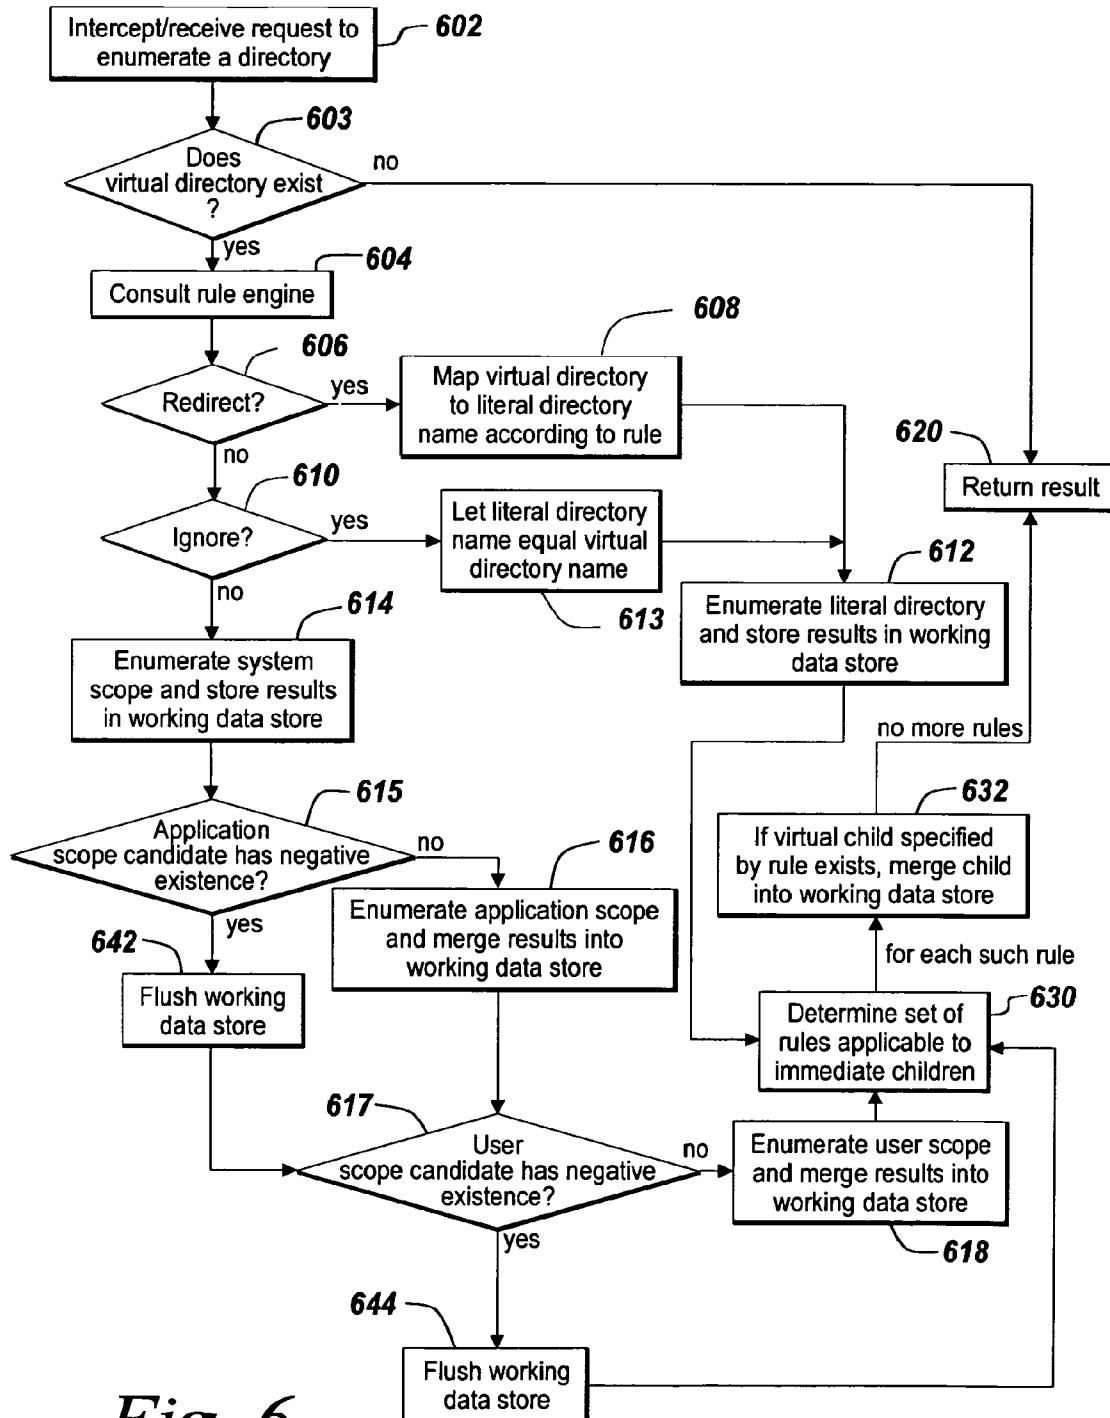 Intercept/receive request to
enumerate a directory
602
603
Does
virtual directory exist
?
no
yes
604
Consult rule engine
606
608
Redirect?
yes
Map virtual directory
to literal directory
name according to rule
no
620
Return result
610
Ignore?
yes
Let literal directory
name equal virtual
directory name
613
no
612
Enumerate literal directory
and store results in working
data store
614
Enumerate system
scope and store results
in working data store
no more rules
615
Application
scope candidate has negative
existence?
no
616
Enumerate application scope
and merge results into
working data store
632
If virtual child specified
by rule exists, merge child
into working data store
yes
642
Flush working
data store
for each such rule
630
Determine set of
rules applicable to
immediate children
617
User
scope candidate has negative
existence?
no
Enumerate user scope
and merge results into
working data store
618
yes
644
Flush working
data store
Fig. 6